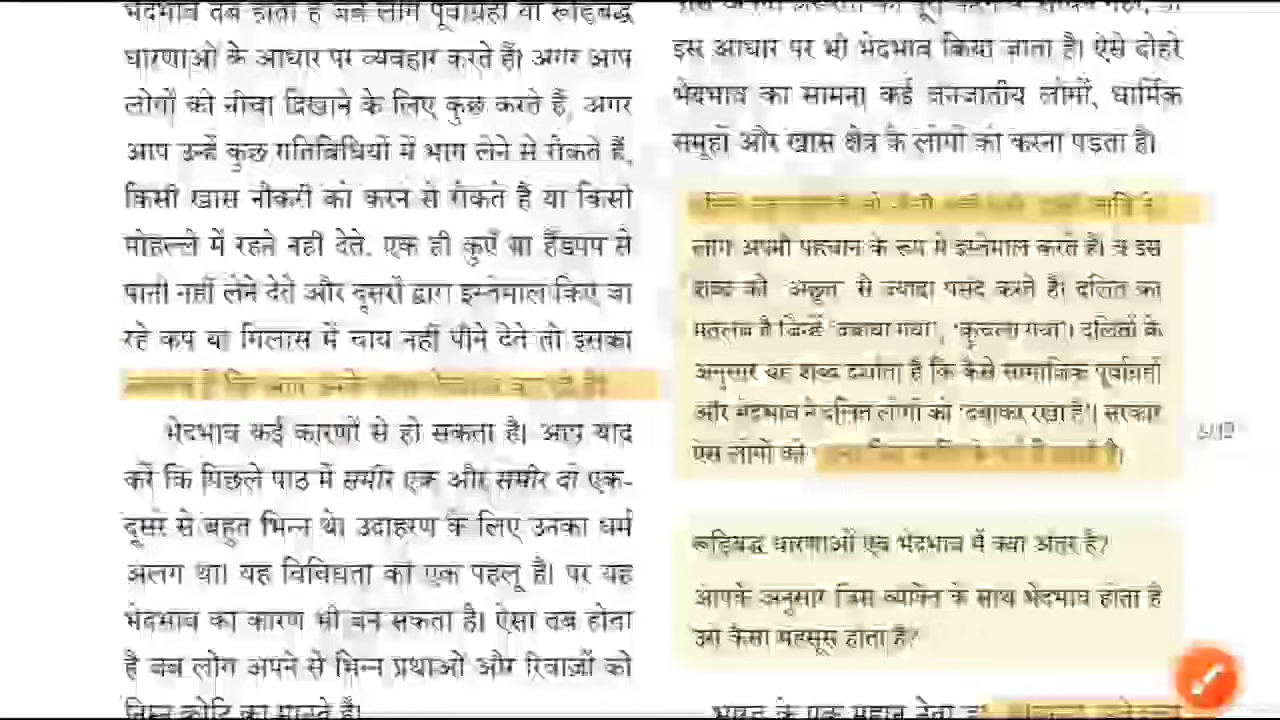 भेदभाव तब होता है जब लोग पूर्वाग्रहों या रूढ़िबद्ध
धारणाओं के आधार पर व्यवहार करते हैं। अगर आप
लोगों को नीचा दिखाने के लिए कुछ करते हैं, अगर
आप उन्हें कुछ गतिविधियों में भाग लेने से रोकते हैं,
किसी खास नौकरी को करने से रोकते हैं या किसी
मोहल्ले में रहने नहीं देते, एक ही कुएँ या हैंडपंप से
पानी नहीं लेने देते और दूसरों द्वारा इस्तेमाल किए जा
रहे कप या गिलास में चाय नहीं पीने देते तो इसका
भेदभाव कई कारणों से हो सकता है। आप याद
करें कि पिछले पाठ में समीर एक और समीर दो एक-
दूसरे से बहुत भिन्न थे। उदाहरण के लिए उनका धर्म
अलग था। यह विविधता का एक पहलू है। पर यह
भेदभाव का कारण भी बन सकता है। ऐसा तब होता
है जब लोग अपने से भिन्न प्रथाओं और रिवाज़ों को
निम्न कोटि का मानते हैं।
इस आधार पर भी भेदभाव किया जाता है। ऐसे दोहरे
भेदभाव का सामना कई जनजातीय लोगों, धार्मिक
समूहों और खास क्षेत्र के लोगों को करना पड़ता है।
लोग अपनी पहचान के रूप में इस्तेमाल करते हैं। वे इस
शब्द को 'अछूत' से ज्यादा पसंद करते हैं। दलित का
मतलब है जिन्हें 'दबाया गया', 'कुचला गया'। दलितों के
अनुसार यह शब्द दर्शाता है कि कैसे सामाजिक पूर्वाग्रहों
और भेदभाव ने दलित लोगों को 'दबाकर रखा है'। सरकार
ऐसे लोगों को
रूढ़िबद्ध धारणाओं एवं भेदभाव में क्या अंतर है?
आपके अनुसार जिस व्यक्ति के साथ भेदभाव होता है
उसे कैसा महसूस होता है?
भारत के एक महान नेता